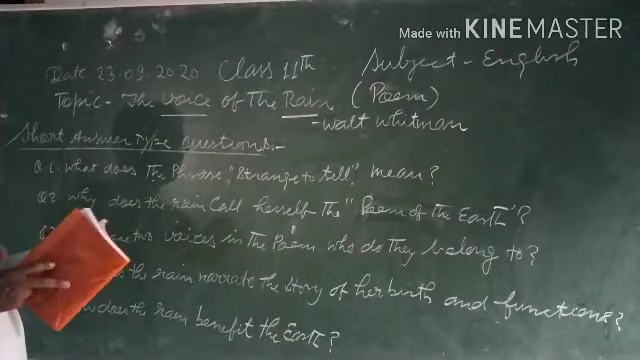 Made with KINEMASTER
Date 23.09.2020 Class 11th Subject - English
Topic - The Voice of The Rain (Poem)
- Walt Whitman
Short Answer Type Questions:-
Q1. What does The Phrase, "Strange to tell" mean?
Q2 Why does the rain Call herself The "Poem of The Earth"?
two voices in The Poem. Who do They belong to?
the rain narrate the Story of her birth and functions?
does the rain benefit the Earth?